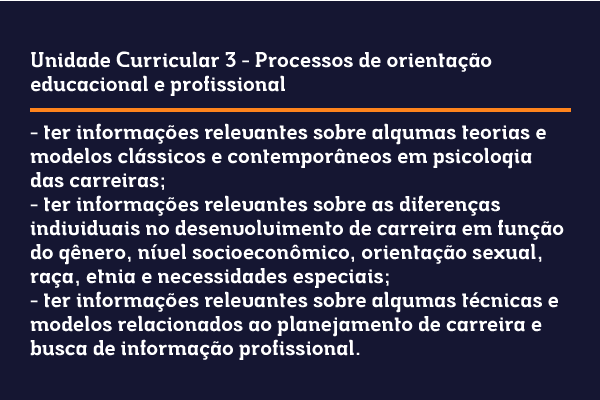 Unidade Curricular 3 - Processos de orientação
educacional e profissional
- ter informações relevantes sobre algumas teorias e
modelos clássicos e contemporâneos em psicologia
das carreiras;
- ter informações relevantes sobre as diferenças
individuais no desenvolvimento de carreira em função
do gênero, nível socioeconômico, orientação sexual,
raça, etnia e necessidades especiais;
- ter informações relevantes sobre algumas técnicas e
modelos relacionados ao planejamento de carreira e
busca de informação profissional.